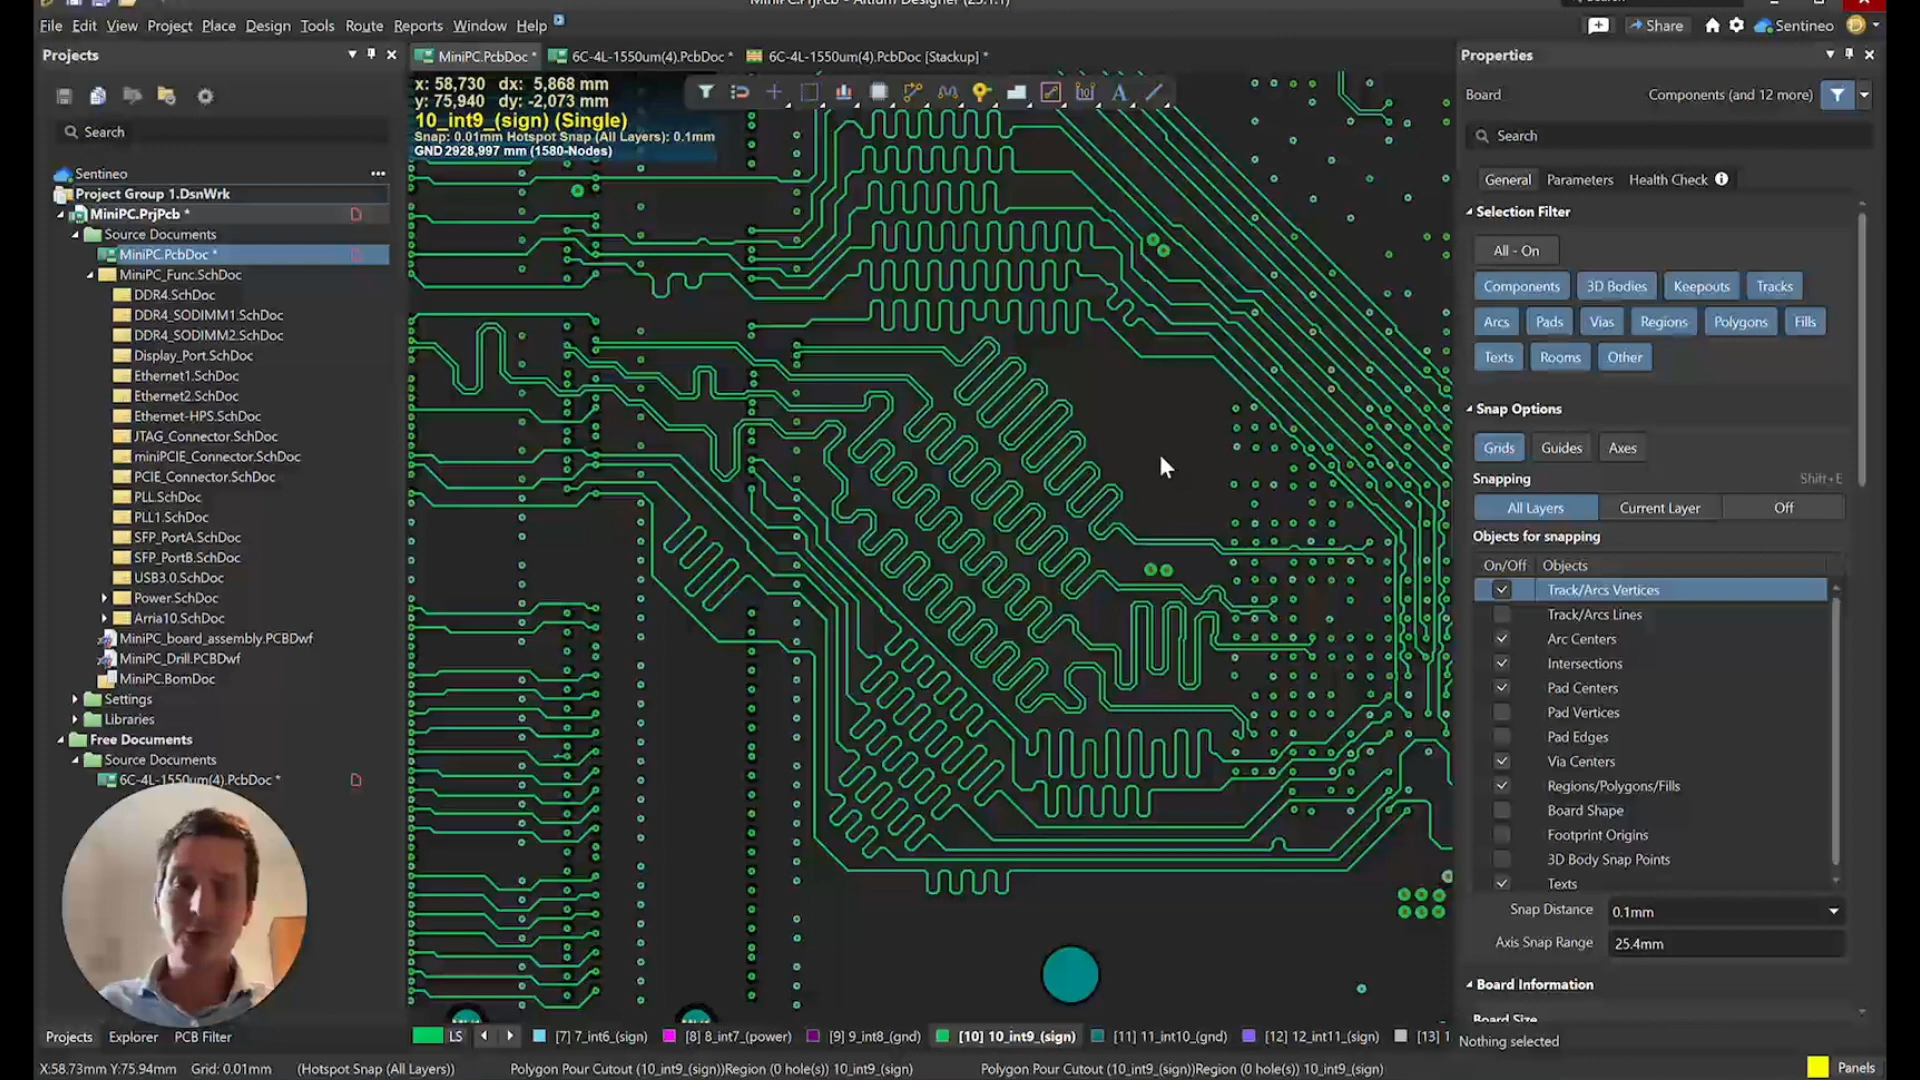 MiniPC.PrjPcb - Altium Designer (25.1.1)
File Edit View Project Place Design Tools Route Reports Window Help
Share
Sentineo
Projects
MiniPC.PcbDoc *
6C-4L-1550um(4).PcbDoc *
6C-4L-1550um(4).PcbDoc [Stackup] *
Properties
x: 58,730 dx: 5,868 mm
y: 75,940 dy: -2,073 mm
10_int9_(sign) (Single)
Snap: 0.01mm Hotspot Snap (All Layers): 0.1mm
GND 2928,997 mm (1580-Nodes)
Board
Components (and 12 more)
Search
Search
Sentineo
Project Group 1.DsnWrk
MiniPC.PrjPcb *
Source Documents
MiniPC.PcbDoc *
MiniPC_Func.SchDoc
DDR4.SchDoc
DDR4_SODIMM1.SchDoc
DDR4_SODIMM2.SchDoc
Display_Port.SchDoc
Ethernet1.SchDoc
Ethernet2.SchDoc
Ethernet-HPS.SchDoc
JTAG_Connector.SchDoc
miniPCIE_Connector.SchDoc
PCIE_Connector.SchDoc
PLL.SchDoc
PLL1.SchDoc
SFP_PortA.SchDoc
SFP_PortB.SchDoc
USB3.0.SchDoc
Power.SchDoc
Arria10.SchDoc
MiniPC_board_assembly.PCBDwf
MiniPC_Drill.PCBDwf
MiniPC.BomDoc
Settings
Libraries
Free Documents
Source Documents
6C-4L-1550um(4).PcbDoc *
General Parameters Health Check
Selection Filter
All - On
Components 3D Bodies Keepouts Tracks
Arcs Pads Vias Regions Polygons Fills
Texts Rooms Other
Snap Options
Grids Guides Axes
Snapping Shift+E
All Layers Current Layer Off
Objects for snapping
On/Off Objects
Track/Arcs Vertices
Track/Arcs Lines
Arc Centers
Intersections
Pad Centers
Pad Vertices
Pad Edges
Via Centers
Regions/Polygons/Fills
Board Shape
Footprint Origins
3D Body Snap Points
Texts
Snap Distance 0.1mm
Axis Snap Range 25.4mm
Board Information
Board Size
Projects Explorer PCB Filter
LS [7] 7_int6_(sign) [8] 8_int7_(power) [9] 9_int8_(gnd) [10] 10_int9_(sign) [11] 11_int10_(gnd) [12] 12_int11_(sign) [13] 1
Nothing selected
X:58.73mm Y:75.94mm Grid: 0.01mm (Hotspot Snap (All Layers)) Polygon Pour Cutout (10_int9_(sign))Region (0 hole(s)) 10_int9_(sign) Polygon Pour Cutout (10_int9_(sign))Region (0 hole(s)) 10_int9_(sign)
Panels